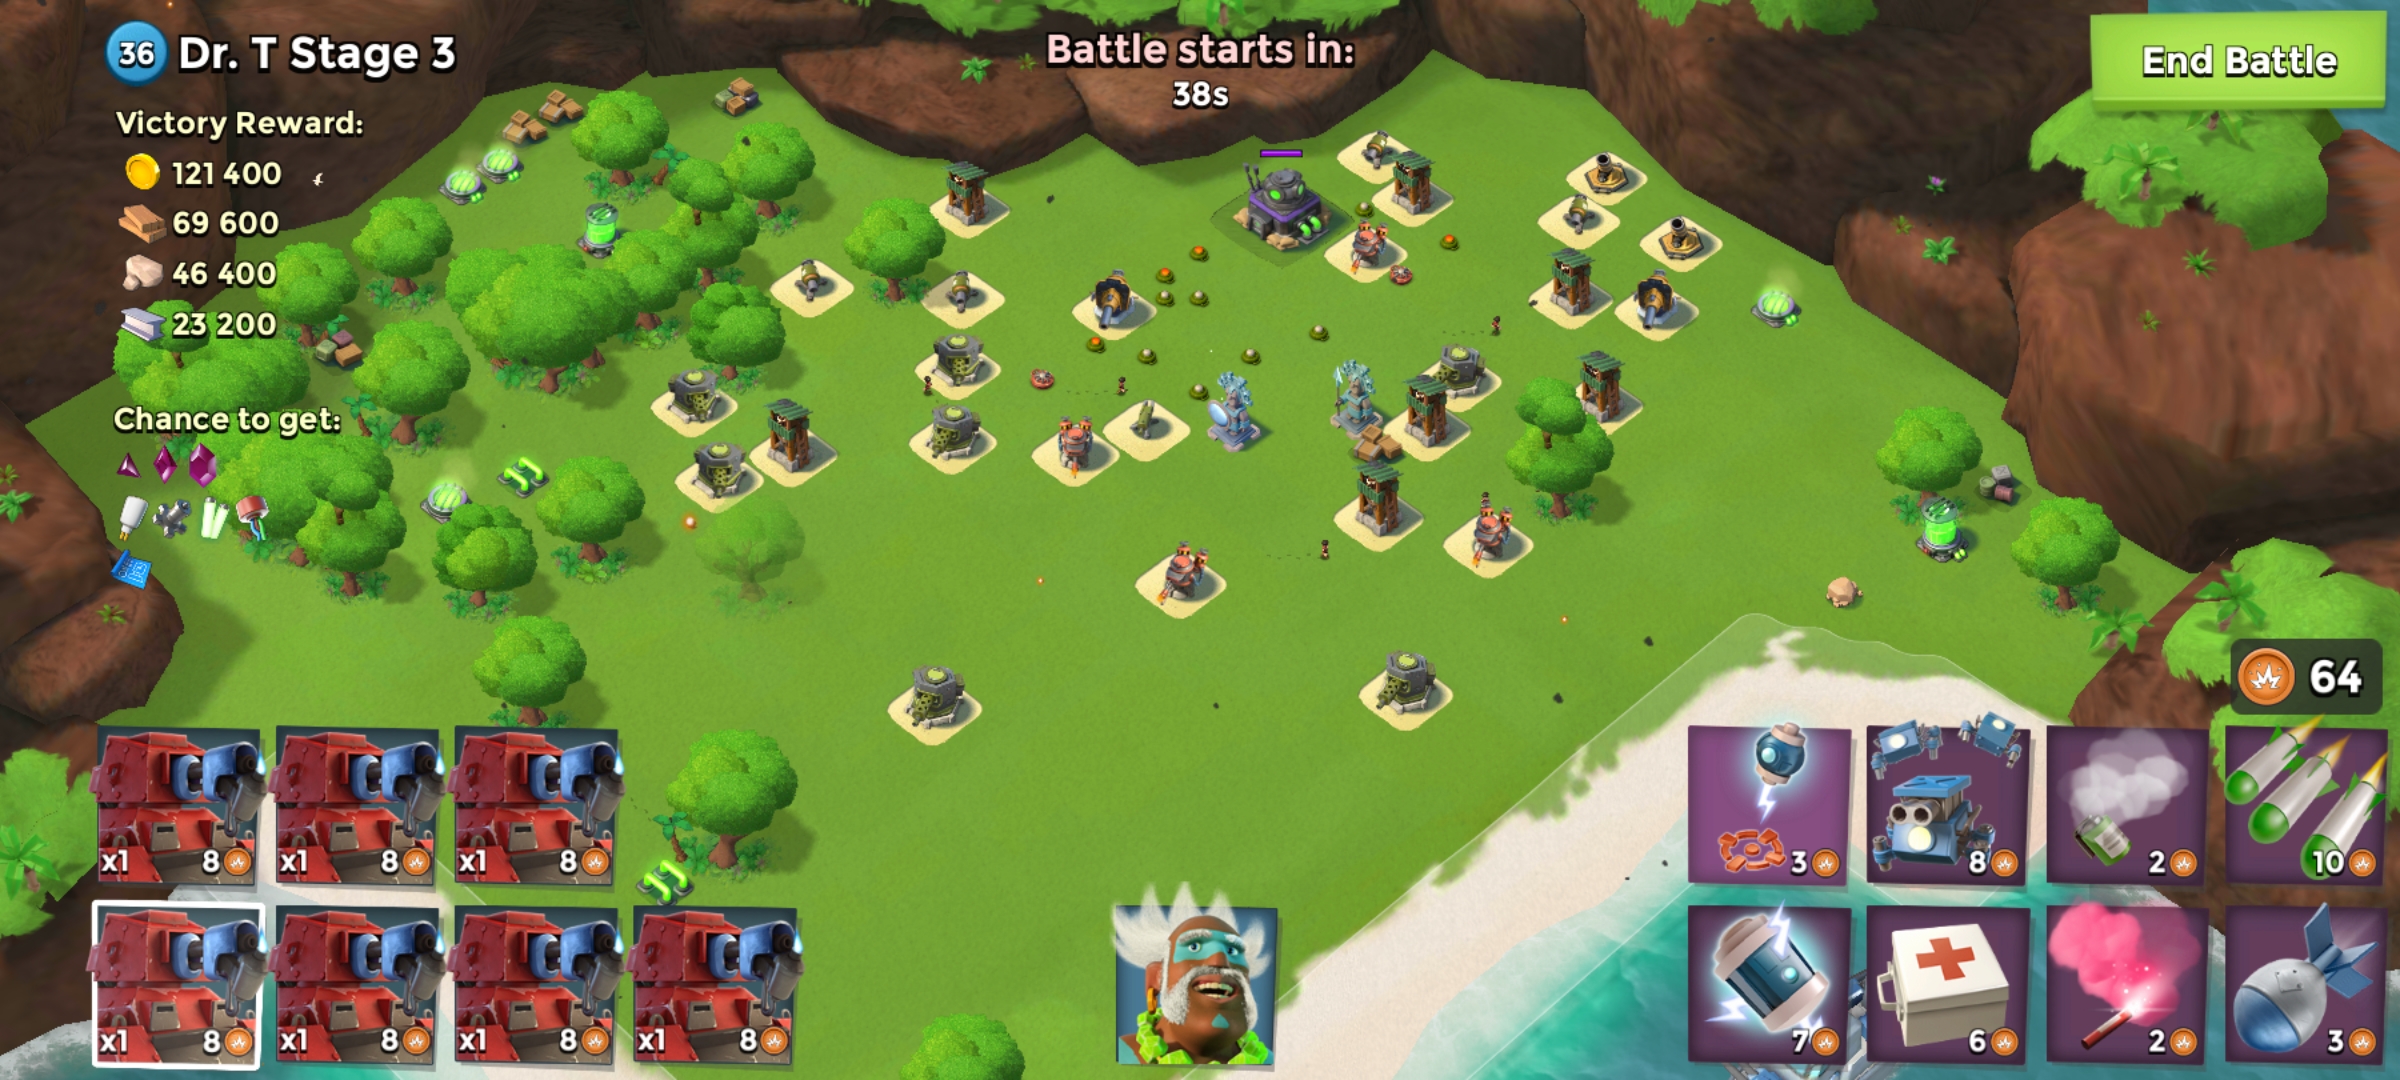 36 Dr. T Stage 3
Battle starts in:
38s
End Battle
Victory Reward:
121 400
69 600
46 400
23 200
Chance to get:
64
x1 8
x1 8
x1 8
3
8
2
10
x1 8
x1 8
x1 8
x1 8
7
6
2
3